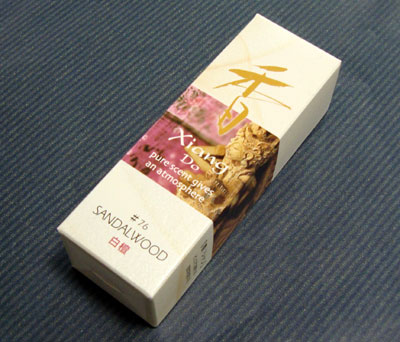 香
Xiang
Do
pure scent gives
an atmosphere
#76
SANDALWOOD
白檀